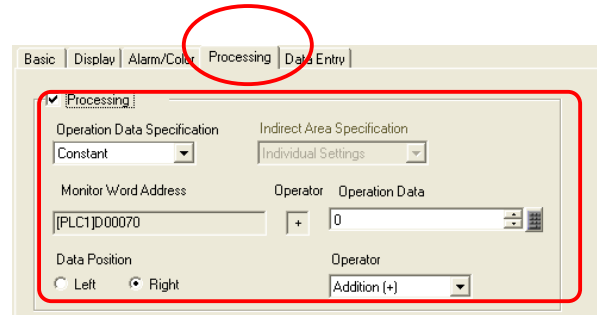 Basic Display Alarm/Color Processing Data Entry
Processing
Operation Data Specification Indirect Area Specification
Constant Individual Settings
Monitor Word Address Operator Operation Data
[PLC1]D00070 + 0
Data Position Operator
Left Right Addition (+)